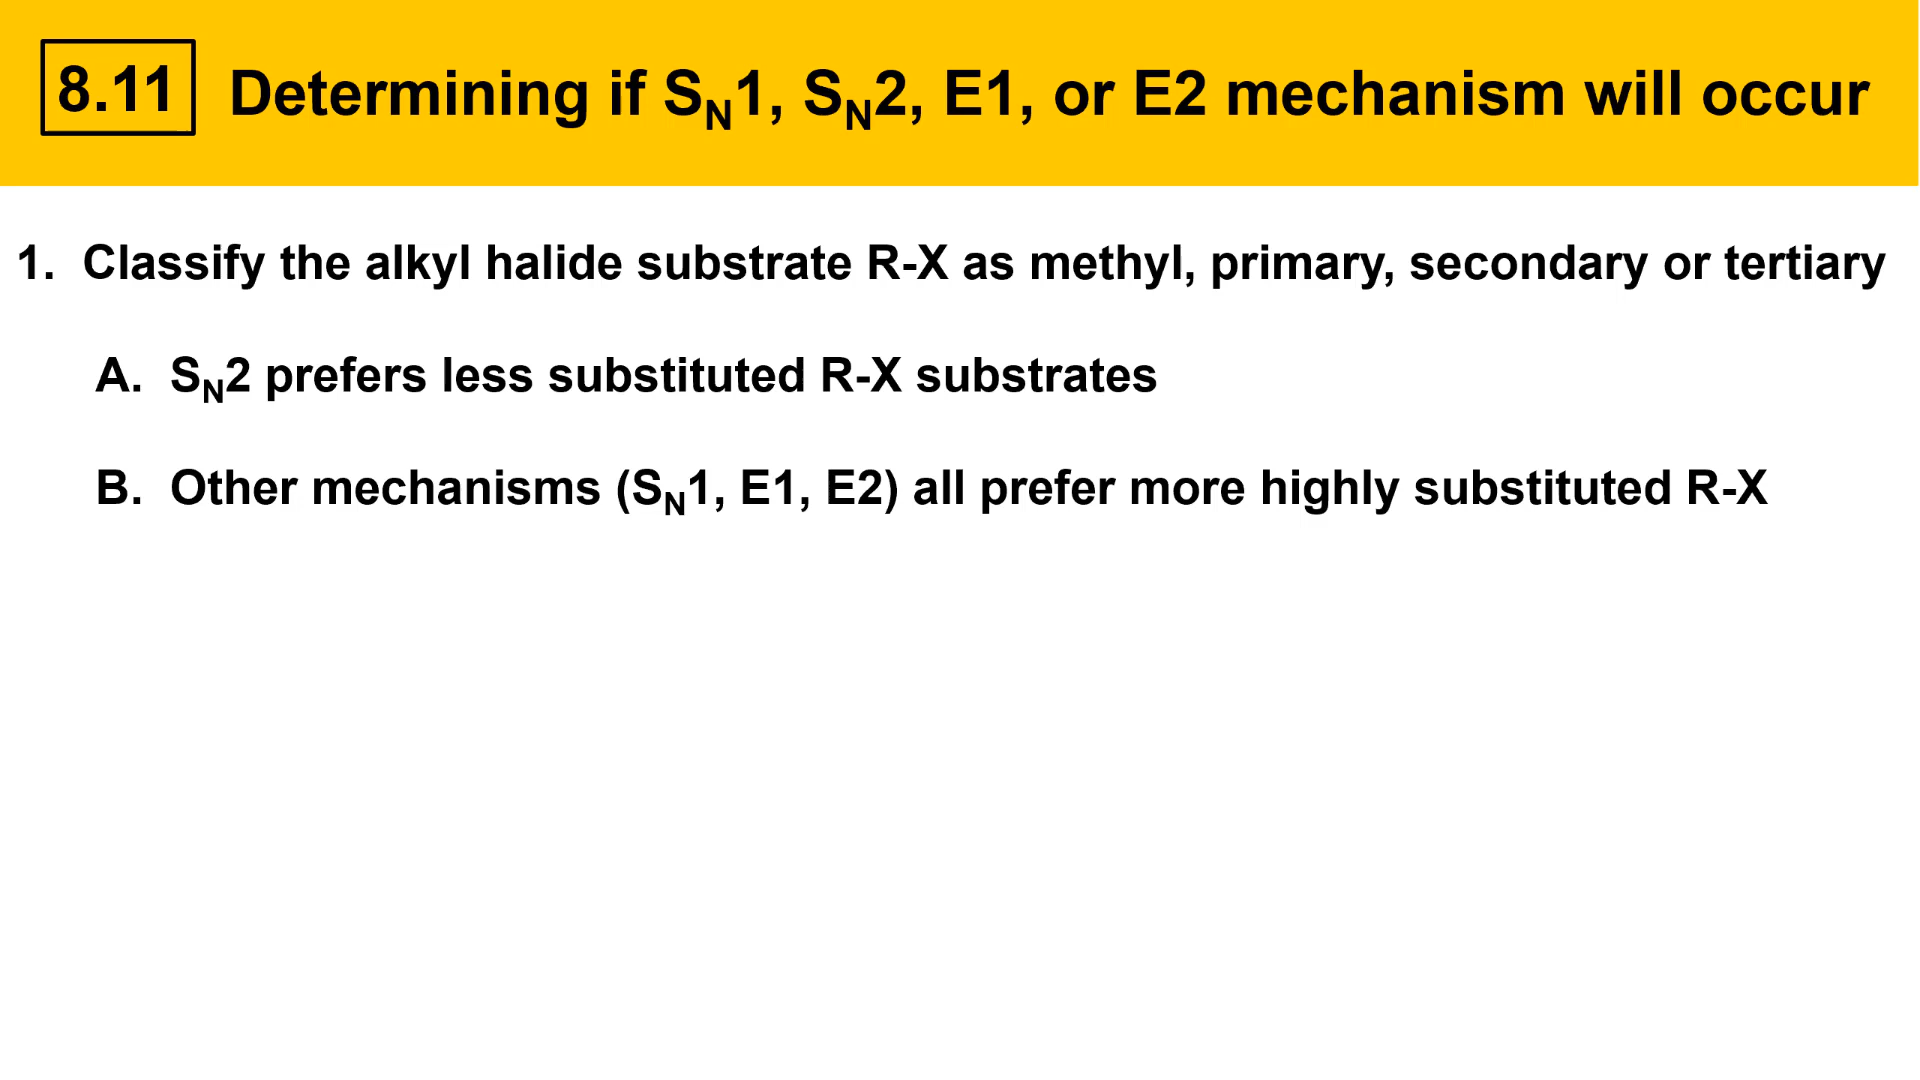 8.11 Determining if SN1, SN2, E1, or E2 mechanism will occur
1. Classify the alkyl halide substrate R-X as methyl, primary, secondary or tertiary
A. SN2 prefers less substituted R-X substrates
B. Other mechanisms (SN1, E1, E2) all prefer more highly substituted R-X